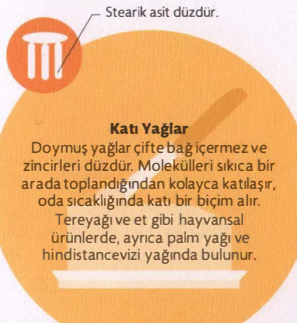 Stearik asit düzdür.
Katı Yağlar
Doymuş yağlar çifte bağ içermez ve
zincirleri düzdür. Molekülleri sıkıca bir
arada toplandığından kolayca katılaşır,
oda sıcaklığında katı bir biçim alır.
Tereyağı ve et gibi hayvansal
ürünlerde, ayrıca palm yağı ve
hindistancevizi yağında bulunur.